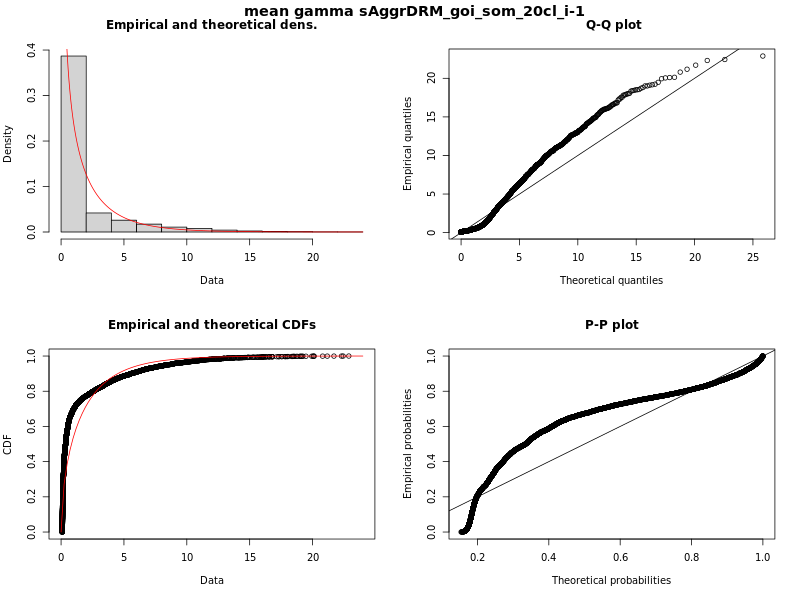 mean gamma sAggrDRM_goi_som_20cl_i-1
Empirical and theoretical dens.
Density
0.0 0.1 0.2 0.3 0.4
0 5 10 15 20
Data
Q-Q plot
Empirical quantiles
0 5 10 15 20
0 5 10 15 20 25
Theoretical quantiles
Empirical and theoretical CDFs
CDF
0.0 0.2 0.4 0.6 0.8 1.0
0 5 10 15 20
Data
P-P plot
Empirical probabilities
0.0 0.2 0.4 0.6 0.8 1.0
0.2 0.4 0.6 0.8 1.0
Theoretical probabilities